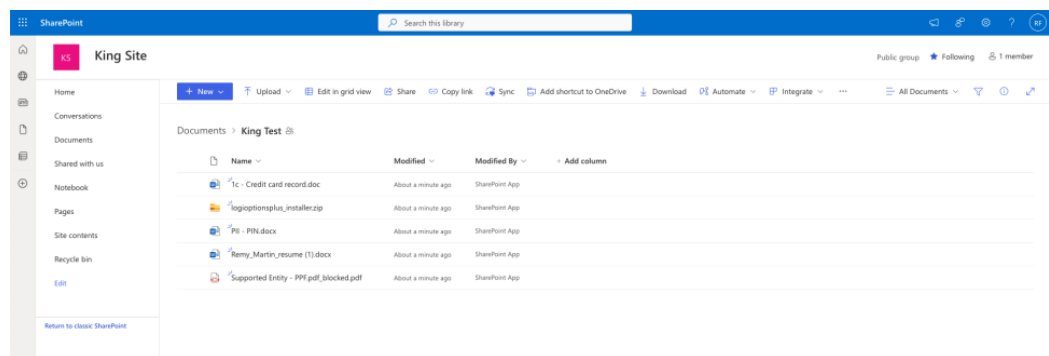 SharePoint
Search this library
RF
KS
King Site
Public group
Following
1 member
Home
Conversations
Documents
Shared with us
Notebook
Pages
Site contents
Recycle bin
Edit
Return to classic SharePoint
+ New
Upload
Edit in grid view
Share
Copy link
Sync
Add shortcut to OneDrive
Download
Automate
Integrate
...
All Documents
Documents > King Test
Name Modified Modified By + Add column
1c - Credit card record.doc About a minute ago SharePoint App
logioptionsplus_installer.zip About a minute ago SharePoint App
PII - PIN.docx About a minute ago SharePoint App
Remy_Martin_resume (1).docx About a minute ago SharePoint App
Supported Entity - PPF.pdf_blocked.pdf About a minute ago SharePoint App